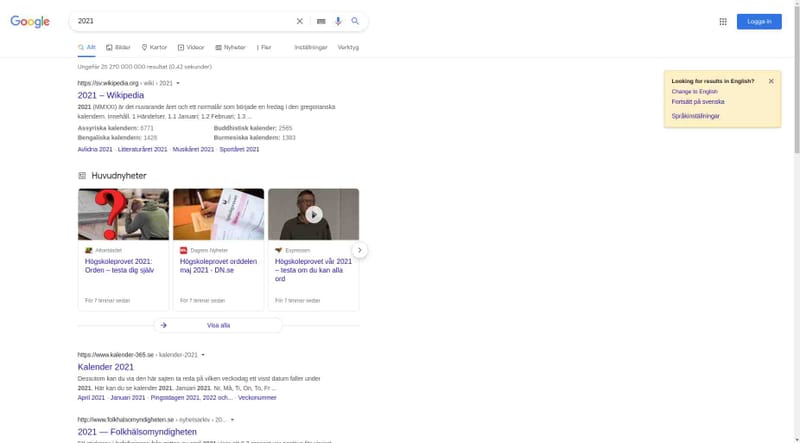 Google
2021
Logga in
Allt
Bilder
Kartor
Videor
Nyheter
Fler
Inställningar
Verktyg
Ungefär 25 270 000 000 resultat (0,42 sekunder)
https://sv.wikipedia.org › wiki › 2021
2021 – Wikipedia
2021 (MMXXI) är det nuvarande året och ett normalår som började en fredag i den gregorianska
kalendern. Innehåll. 1 Händelser. 1.1 Januari; 1.2 Februari; 1.3 ...
Assyriska kalendern: 6771
Buddhistisk kalender: 2565
Bengaliska kalendern: 1428
Burmesiska kalendern: 1383
Avlidna 2021 · Litteraturåret 2021 · Musikåret 2021 · Sportåret 2021
Looking for results in English?
Change to English
Fortsätt på svenska
Språkinställningar
Huvudnyheter
Aftonbladet
Högskoleprovet 2021:
Orden – testa dig själv
För 7 timmar sedan
Dagens Nyheter
Högskoleprovet orddelen
maj 2021 - DN.se
För 7 timmar sedan
Expressen
Högskoleprovet vår 2021
– testa om du kan alla
ord
För 7 timmar sedan
Visa alla
https://www.kalender-365.se › kalender-2021
Kalender 2021
Dessutom kan du via den här sajten ta reda på vilken veckodag ett visst datum faller under
2021. Här kan du se kalender 2021. Januari 2021. Nr, Må, Ti, On, To, Fr ...
April 2021 · Januari 2021 · Pingstdagen 2021, 2022 och... · Veckonummer
http://www.folkhalsomyndigheten.se › nyhetsarkiv › 20...
2021 — Folkhälsomyndigheten